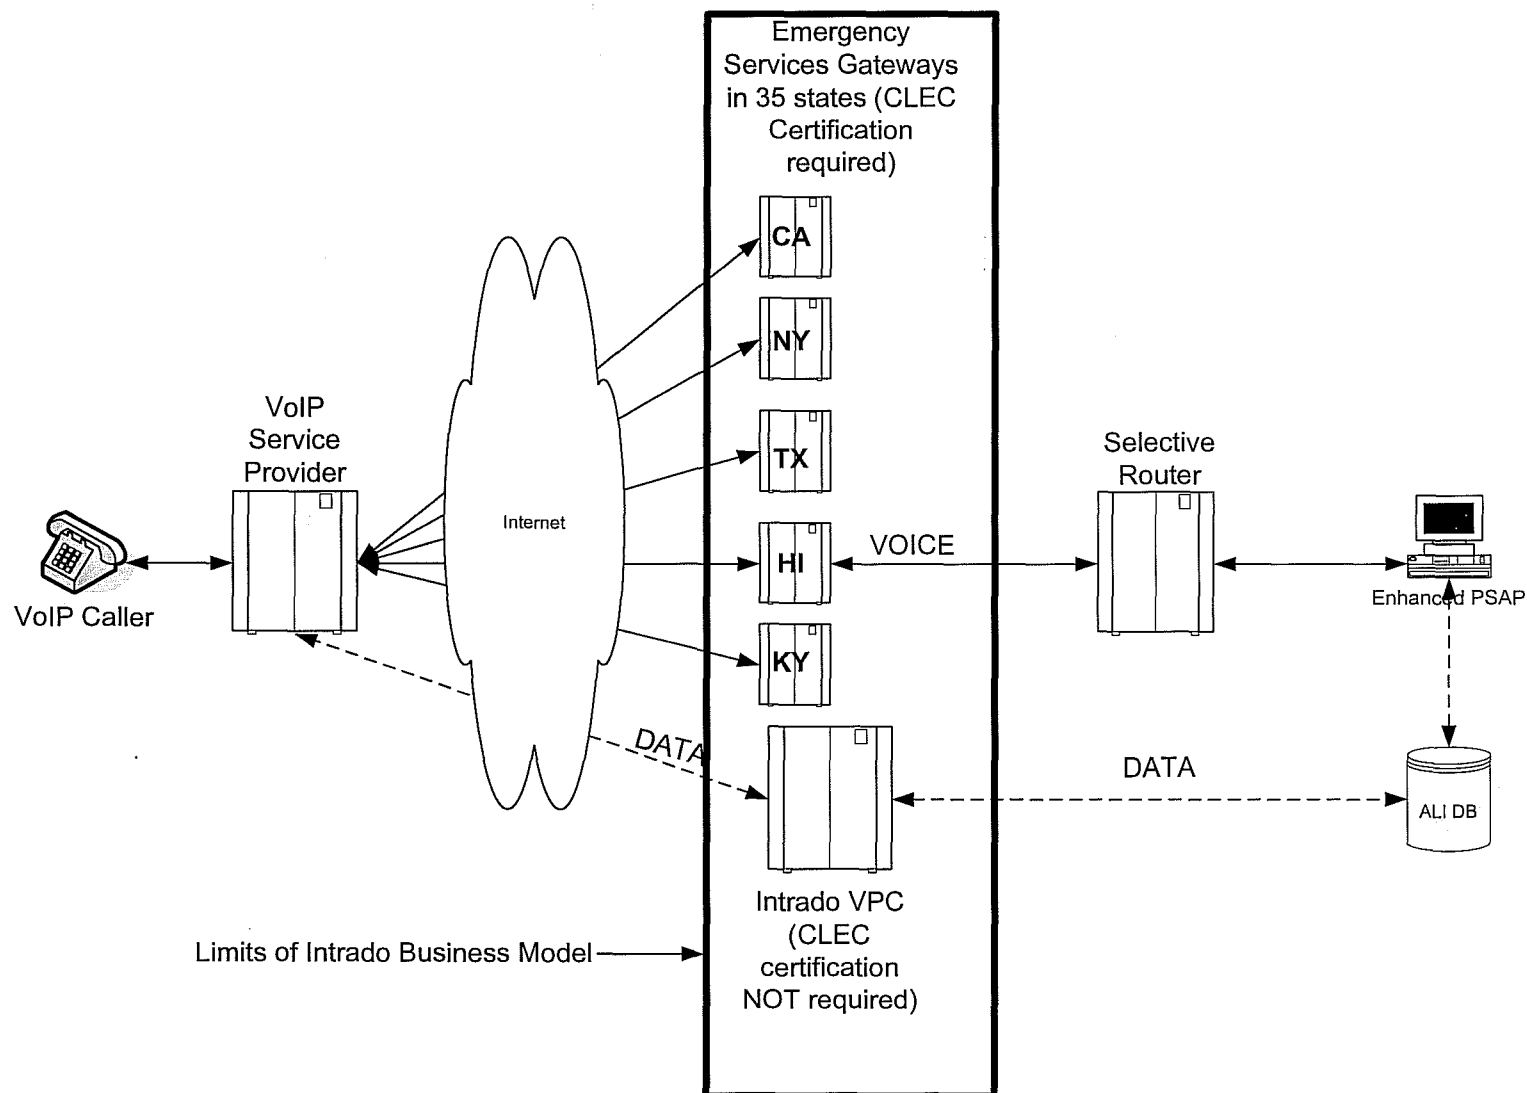 Emergency
Services Gateways
in 35 states (CLEC
Certification
required)
CA
NY
TX
HI
KY
VoIP
Service
Provider
VoIP Caller
Internet
VOICE
Selective
Router
Enhanced PSAP
DATA
DATA
ALI DB
Intrado VPC
(CLEC
certification
NOT required)
Limits of Intrado Business Model